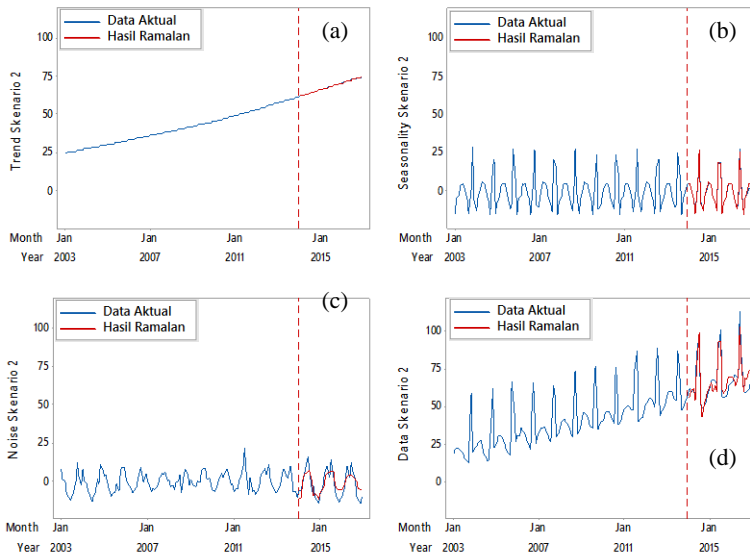 Data Aktual
Hasil Ramalan
(a)
100
75
50
25
0
Trend Skenario 2
Month Jan Jan Jan Jan
Year 2003 2007 2011 2015
Data Aktual
Hasil Ramalan
(b)
100
75
50
25
0
Seasonality Skenario 2
Month Jan Jan Jan Jan
Year 2003 2007 2011 2015
Data Aktual
Hasil Ramalan
(c)
100
75
50
25
0
Noise Skenario 2
Month Jan Jan Jan Jan
Year 2003 2007 2011 2015
Data Aktual
Hasil Ramalan
(d)
100
75
50
25
0
Data Skenario 2
Month Jan Jan Jan Jan
Year 2003 2007 2011 2015